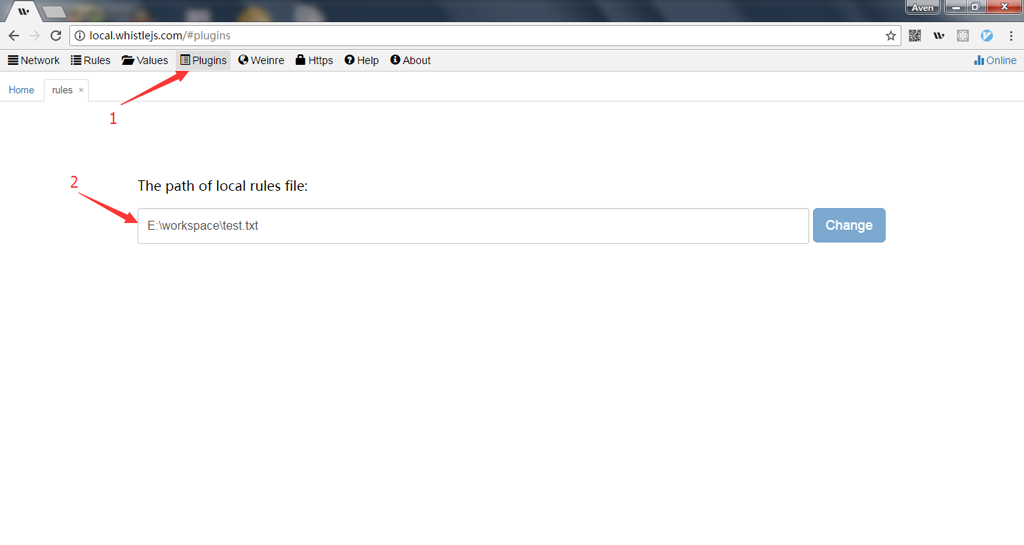 Aven
local.whistlejs.com/#plugins
Network Rules Values Plugins Weinre Https Help About Online
Home rules ×
1
2
The path of local rules file:
E:\workspace\test.txt Change